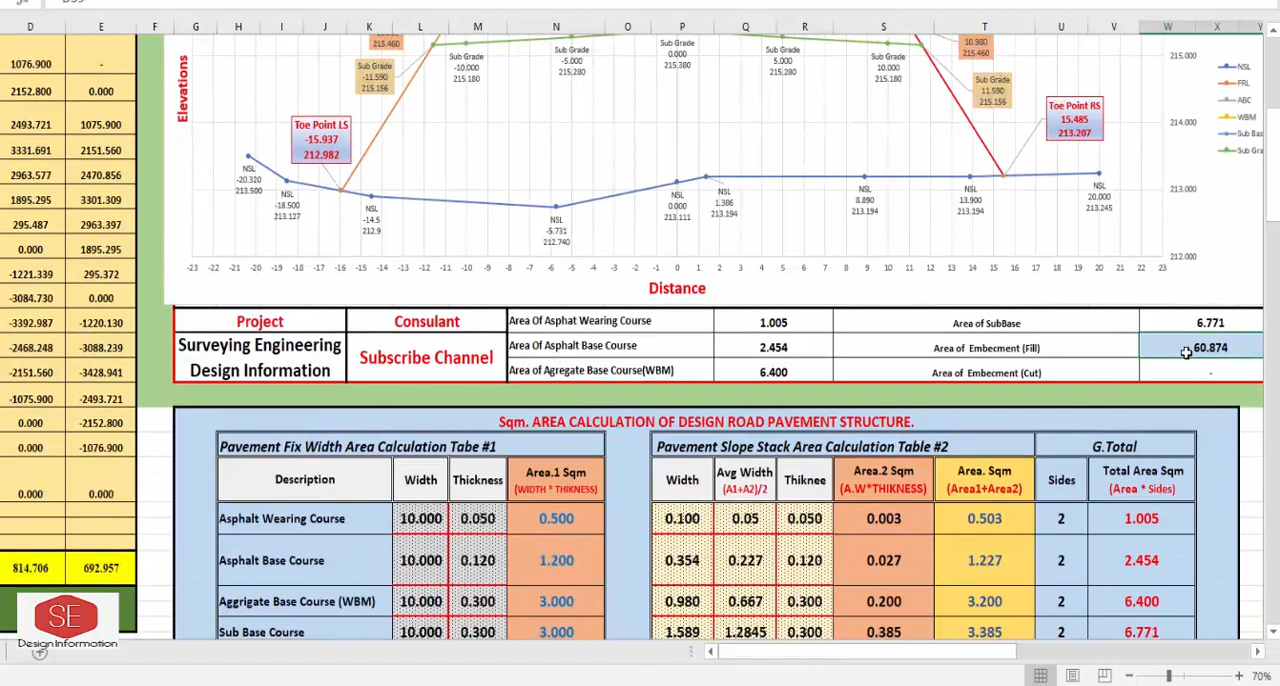 D E F G H I J K L M N O P Q R S T U V W X
1076.900 -
2152.800 0.000
2493.721 1075.900
3331.691 2151.560
2963.577 2470.856
1895.295 3301.309
295.487 2963.397
0.000 1895.295
-1221.339 295.372
-3084.730 0.000
-3392.987 -1220.130
-2468.248 -3088.239
-2151.560 -3428.941
-1075.900 -2493.721
0.000 -2152.800
0.000 -1076.900
0.000 0.000
814.706 692.957
SE
Design Information
Elevations
215.460
Sub Grade
-11.590
215.156
Sub Grade
-10.000
215.180
Sub Grade
-5.000
215.280
Sub Grade
0.000
215.380
Sub Grade
5.000
215.280
Sub Grade
10.000
215.180
10.980
215.460
Sub Grade
11.590
215.156
Toe Point LS
-15.937
212.982
Toe Point RS
15.485
213.207
NSL
-20.320
213.500
NSL
-18.500
213.127
NSL
-14.5
212.9
NSL
-5.731
212.740
NSL
0.000
213.111
NSL
1.386
213.194
NSL
8.890
213.194
NSL
13.900
213.194
NSL
20.000
213.245
215.000
214.000
213.000
212.000
NSL
FRL
ABC
WBM
Sub Bas
Sub Gra
-23 -22 -21 -20 -19 -18 -17 -16 -15 -14 -13 -12 -11 -10 -9 -8 -7 -6 -5 -4 -3 -2 -1 0 1 2 3 4 5 6 7 8 9 10 11 12 13 14 15 16 17 18 19 20 21 22 23
Distance
Project Consulant Area Of Asphat Wearing Course 1.005 Area of SubBase 6.771
Surveying Engineering
Design Information
Subscribe Channel
Area Of Asphalt Base Course 2.454 Area of Embecment (Fill) 60.874
Area of Agregate Base Course(WBM) 6.400 Area of Embecment (Cut) -
Sqm. AREA CALCULATION OF DESIGN ROAD PAVEMENT STRUCTURE.
Pavement Fix Width Area Calculation Tabe #1
Description Width Thickness Area.1 Sqm
(WIDTH * THIKNESS)
Asphalt Wearing Course 10.000 0.050 0.500
Asphalt Base Course 10.000 0.120 1.200
Aggrigate Base Course (WBM) 10.000 0.300 3.000
Sub Base Course 10.000 0.300 3.000
Pavement Slope Stack Area Calculation Table #2 G.Total
Width Avg Width
(A1+A2)/2
Thiknee Area.2 Sqm
(A.W*THIKNESS)
Area. Sqm
(Area1+Area2)
Sides Total Area Sqm
(Area * Sides)
0.100 0.05 0.050 0.003 0.503 2 1.005
0.354 0.227 0.120 0.027 1.227 2 2.454
0.980 0.667 0.300 0.200 3.200 2 6.400
1.589 1.2845 0.300 0.385 3.385 2 6.771
70%